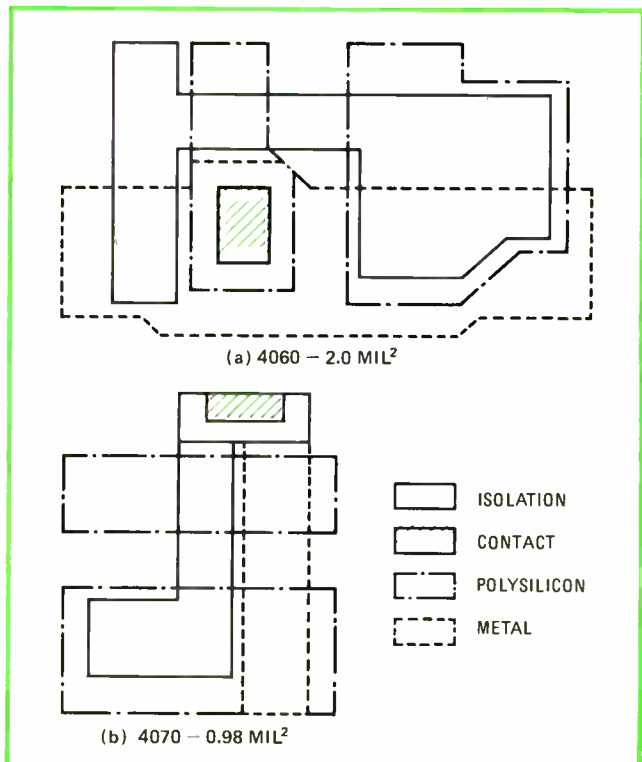 (a) 4060 – 2.0 MIL²
(b) 4070 – 0.98 MIL²
ISOLATION
CONTACT
POLYSILICON
METAL